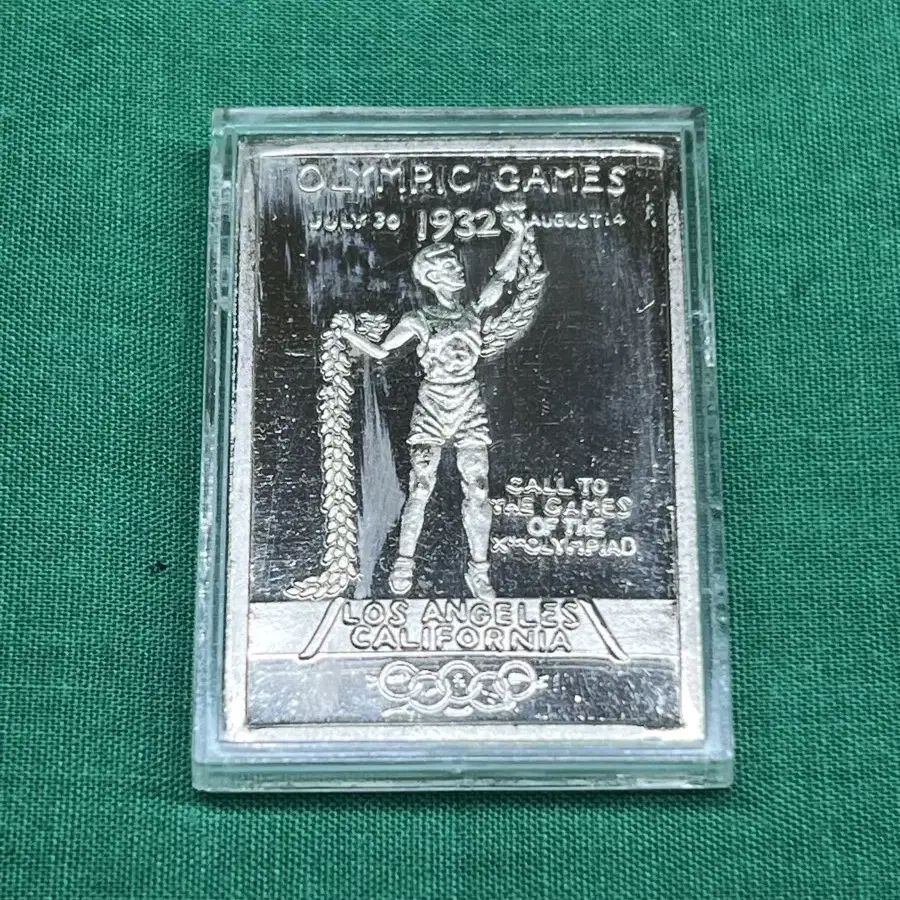 OLYMPIC GAMES
JULY 30 1932 AUGUST 14
CALL TO
THE GAMES
OF THE
Xth OLYMPIAD
LOS ANGELES
CALIFORNIA